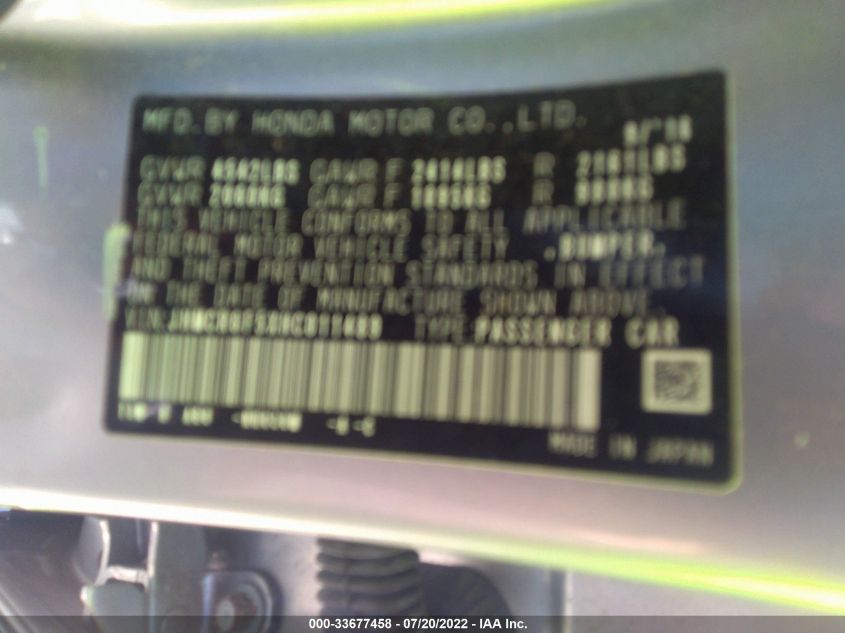 MFD. BY HONDA MOTOR CO., LTD.
GVWR 4542LBS GAWR F 2414LBS R 2161LBS
GVWR 2060KG GAWR F 1095KG R
THIS VEHICLE CONFORMS TO ALL APPLICABLE
FEDERAL MOTOR VEHICLE SAFETY ,BUMPER,
AND THEFT PREVENTION STANDARDS IN EFFECT
ON THE DATE OF MANUFACTURE SHOWN ABOVE.
TYPE: PASSENGER CAR
MADE IN JAPAN
000-33677458 - 07/20/2022 - IAA Inc.